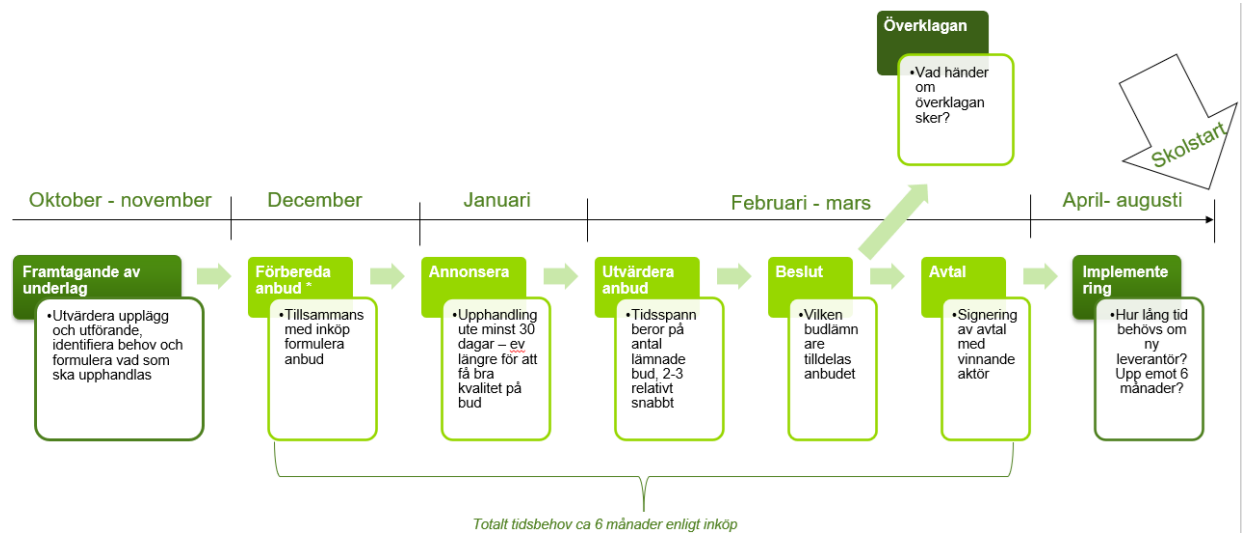 Överklagan
•Vad händer
om
överklagan
sker?
Skolstart
Oktober - november
December
Januari
Februari - mars
April- augusti
Framtagande av
underlag
•Utvärdera upplägg
och utförande,
identifiera behov och
formulera vad som
ska upphandlas
Förbereda
anbud *
•Tillsammans
med inköp
formulera
anbud
Annonsera
•Upphandling
ute minst 30
dagar – ev
längre för att
få bra
kvalitet på
bud
Utvärdera
anbud
•Tidsspann
beror på
antal
lämnade
bud, 2-3
relativt
snabbt
Beslut
•Vilken
budlämn
are
tilldelas
anbudet
Avtal
•Signering
av avtal
med
vinnande
aktör
Implemente
ring
•Hur lång tid
behövs om
ny
leverantör?
Upp emot 6
månader?
Totalt tidsbehov ca 6 månader enligt inköp